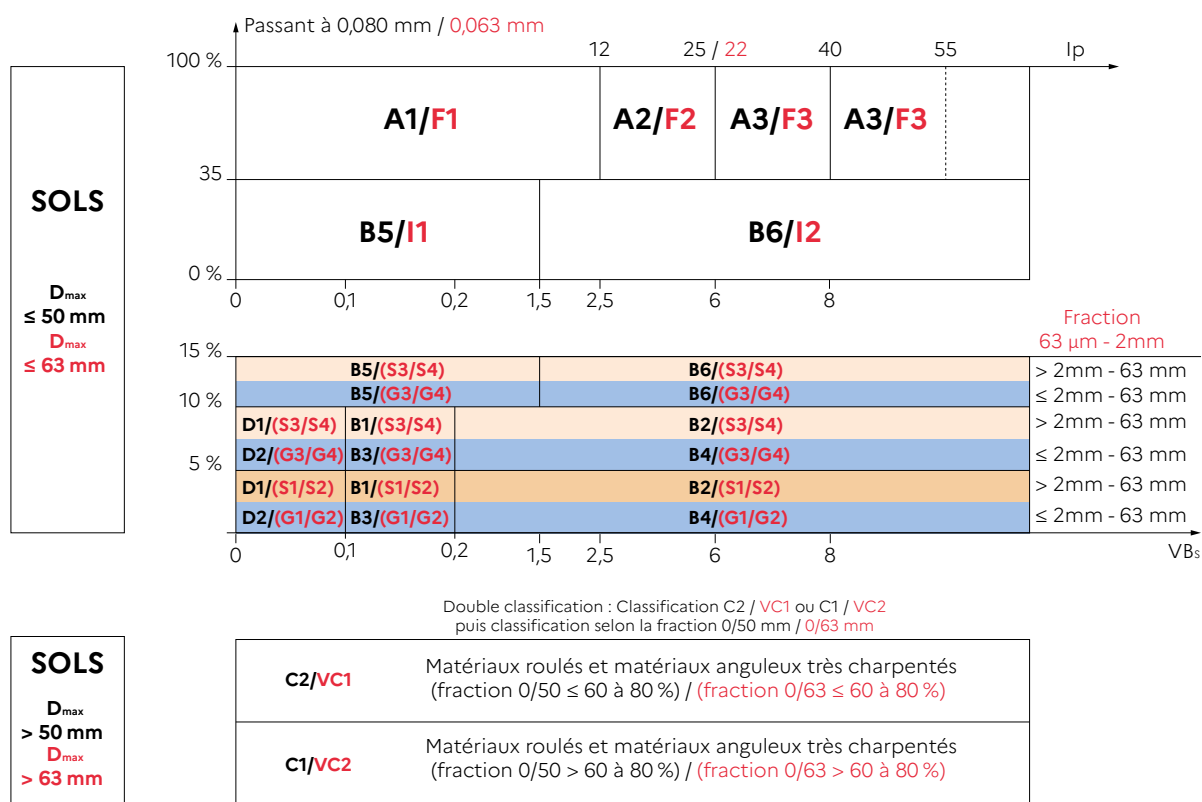 Passant à 0,080 mm / 0,063 mm
12 25 / 22 40 55 Ip
100 %
A1/F1 A2/F2 A3/F3 A3/F3
35
B5/I1 B6/I2
0 %
0 0,1 0,2 1,5 2,5 6 8
SOLS
Dmax
≤ 50 mm
Dmax
≤ 63 mm
Fraction
63 µm - 2mm
15 %
B5/(S3/S4) B6/(S3/S4) > 2mm - 63 mm
B5/(G3/G4) B6/(G3/G4) ≤ 2mm - 63 mm
10 %
D1/(S3/S4) B1/(S3/S4) B2/(S3/S4) > 2mm - 63 mm
D2/(G3/G4) B3/(G3/G4) B4/(G3/G4) ≤ 2mm - 63 mm
5 %
D1/(S1/S2) B1/(S1/S2) B2/(S1/S2) > 2mm - 63 mm
D2/(G1/G2) B3/(G1/G2) B4/(G1/G2) ≤ 2mm - 63 mm
0 0,1 0,2 1,5 2,5 6 8 VBs
Double classification : Classification C2 / VC1 ou C1 / VC2
puis classification selon la fraction 0/50 mm / 0/63 mm
SOLS
Dmax
> 50 mm
Dmax
> 63 mm
C2/VC1
Matériaux roulés et matériaux anguleux très charpentés
(fraction 0/50 ≤ 60 à 80 %) / (fraction 0/63 ≤ 60 à 80 %)
C1/VC2
Matériaux roulés et matériaux anguleux très charpentés
(fraction 0/50 > 60 à 80 %) / (fraction 0/63 > 60 à 80 %)